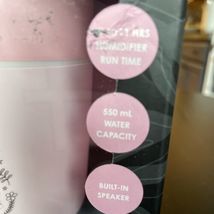 HRS
HUMIDIFIER
RUN TIME
550 mL
WATER
CAPACITY
BUILT-IN
SPEAKER